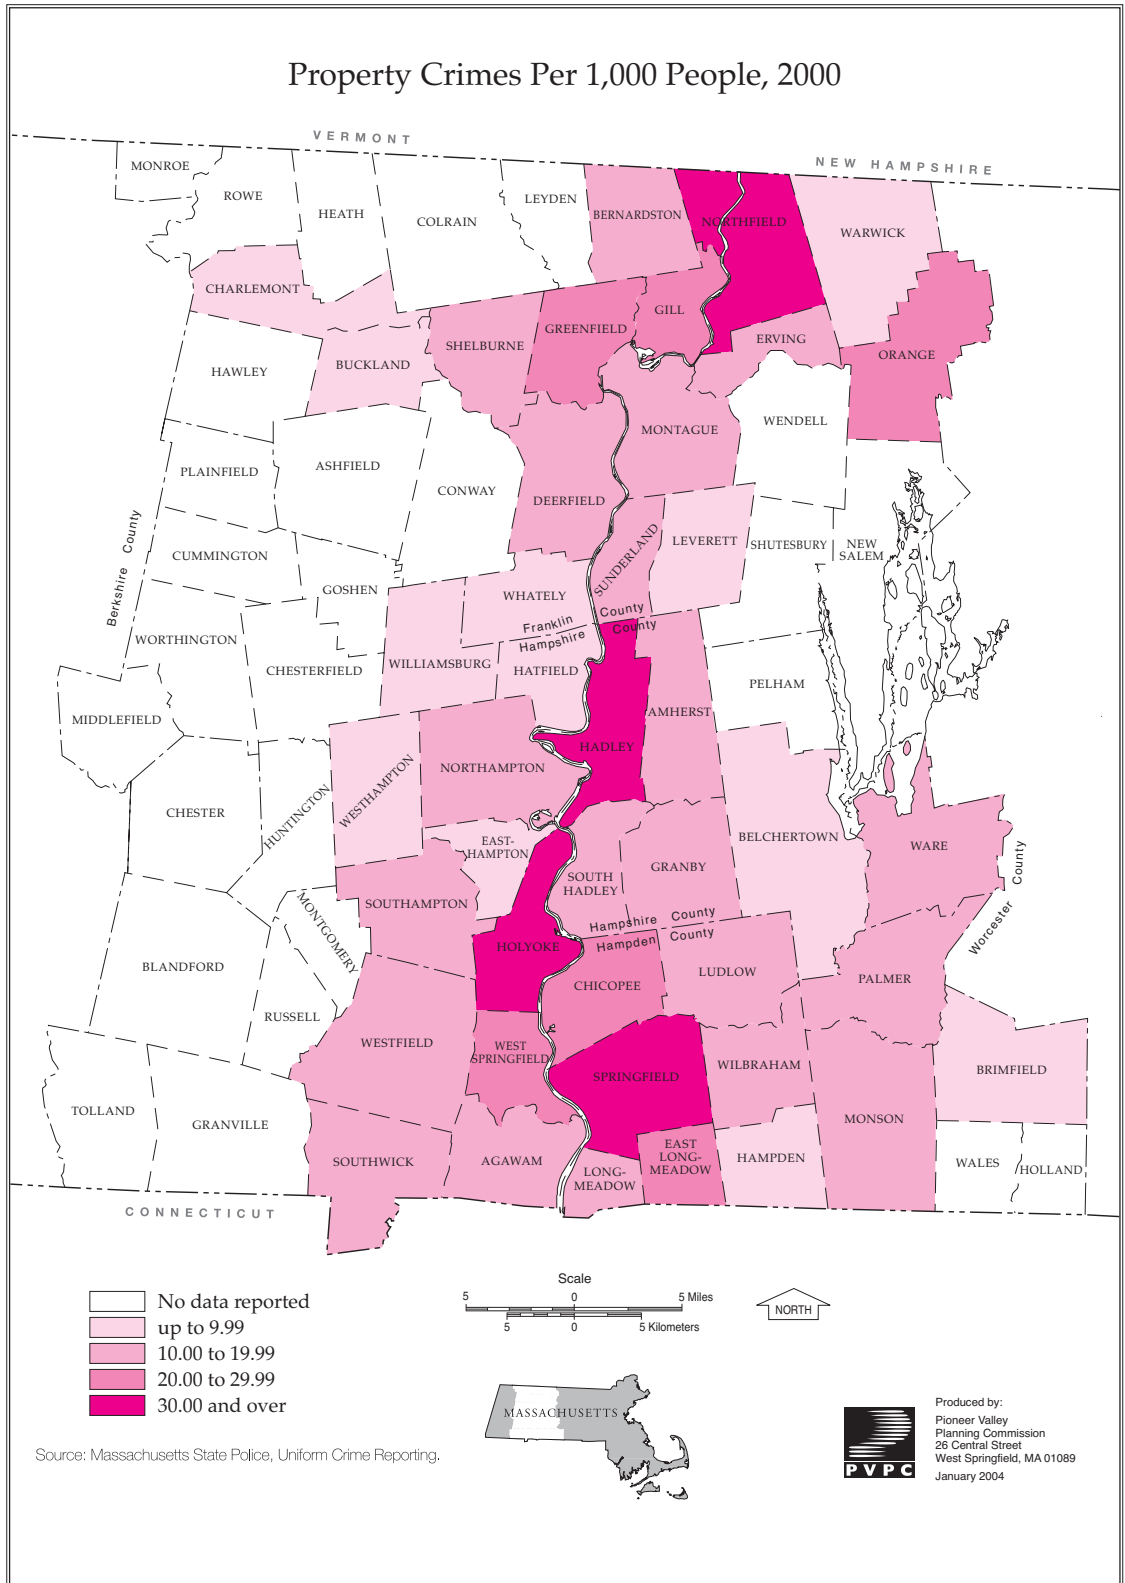 Property Crimes Per 1,000 People, 2000
VERMONT
NEW HAMPSHIRE
MONROE
ROWE
HEATH
COLRAIN
LEYDEN
BERNARDSTON
NORTHFIELD
WARWICK
CHARLEMONT
GILL
GREENFIELD
SHELBURNE
ERVING
ORANGE
BUCKLAND
HAWLEY
MONTAGUE
WENDELL
PLAINFIELD
ASHFIELD
CONWAY
DEERFIELD
LEVERETT
SHUTESBURY
NEW
SALEM
SUNDERLAND
CUMMINGTON
GOSHEN
WHATELY
Berkshire County
Franklin County
Hampshire County
WORTHINGTON
CHESTERFIELD
WILLIAMSBURG
HATFIELD
PELHAM
MIDDLEFIELD
AMHERST
HADLEY
NORTHAMPTON
WESTHAMPTON
HUNTINGTON
CHESTER
EAST-
HAMPTON
BELCHERTOWN
WARE
SOUTH
HADLEY
GRANBY
SOUTHAMPTON
MONTGOMERY
Worcester County
Hampshire County
Hampden County
HOLYOKE
BLANDFORD
CHICOPEE
LUDLOW
PALMER
RUSSELL
WESTFIELD
WEST
SPRINGFIELD
SPRINGFIELD
WILBRAHAM
BRIMFIELD
TOLLAND
GRANVILLE
MONSON
SOUTHWICK
AGAWAM
LONG-
MEADOW
EAST
LONG-
MEADOW
HAMPDEN
WALES
HOLLAND
CONNECTICUT
No data reported
up to 9.99
10.00 to 19.99
20.00 to 29.99
30.00 and over
Scale
5 0 5 Miles
5 0 5 Kilometers
NORTH
MASSACHUSETTS
Source: Massachusetts State Police, Uniform Crime Reporting.
PVPC
Produced by:
Pioneer Valley
Planning Commission
26 Central Street
West Springfield, MA 01089
January 2004